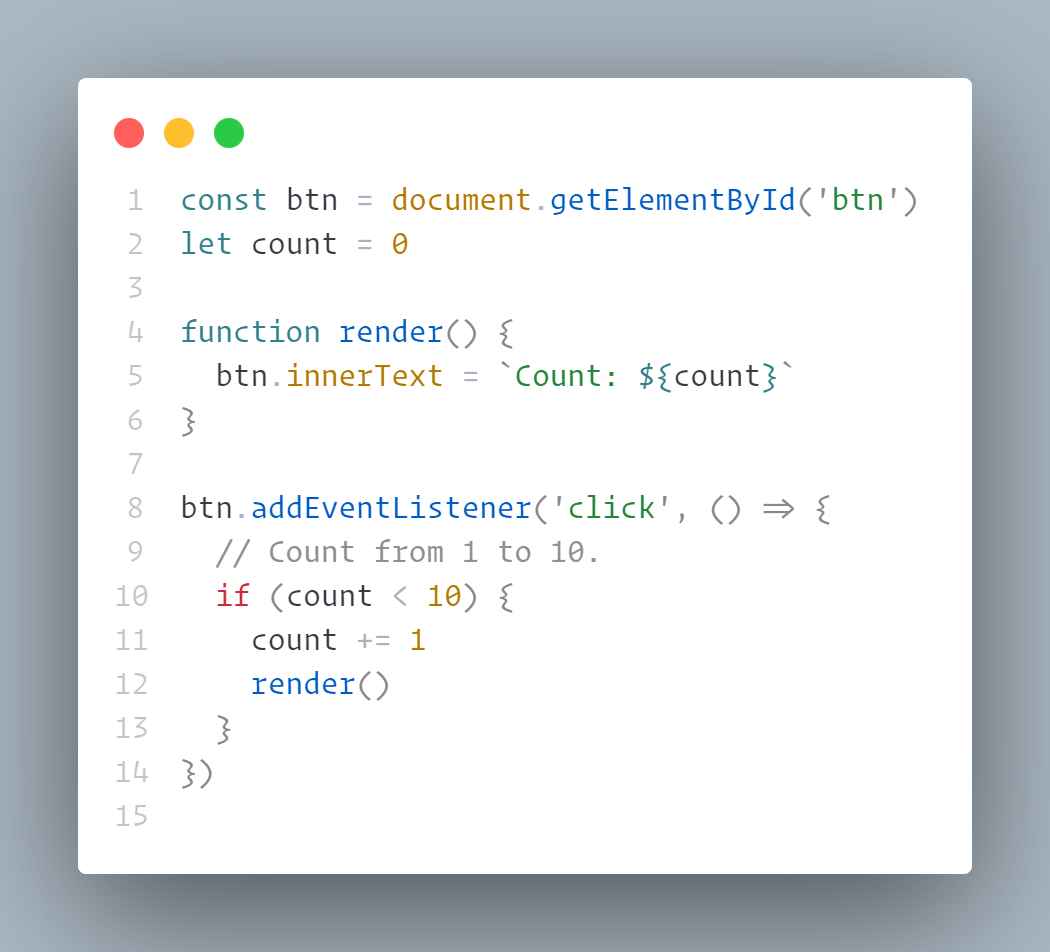 1 const btn = document.getElementById('btn')
2 let count = 0
3
4 function render() {
5   btn.innerText = `Count: ${count}`
6 }
7
8 btn.addEventListener('click', () => {
9   // Count from 1 to 10.
10   if (count < 10) {
11     count += 1
12     render()
13   }
14 })
15